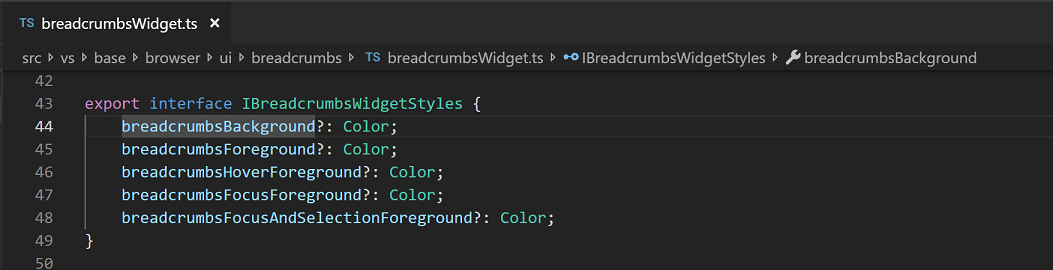 TS breadcrumbsWidget.ts ×
src vs base browser ui breadcrumbs TS breadcrumbsWidget.ts IBreadcrumbsWidgetStyles breadcrumbsBackground
42
43 export interface IBreadcrumbsWidgetStyles {
44 breadcrumbsBackground?: Color;
45 breadcrumbsForeground?: Color;
46 breadcrumbsHoverForeground?: Color;
47 breadcrumbsFocusForeground?: Color;
48 breadcrumbsFocusAndSelectionForeground?: Color;
49 }
50